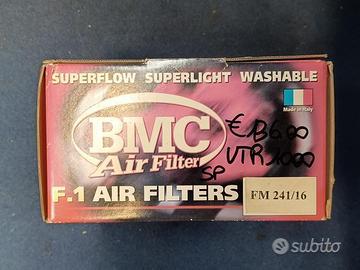 SUPERFLOW SUPERLIGHT WASHABLE
Made in Italy
BMC
Air Filter
€ 136.00
VTR 1000
SP
F.1 AIR FILTERS
FM 241/16
subito